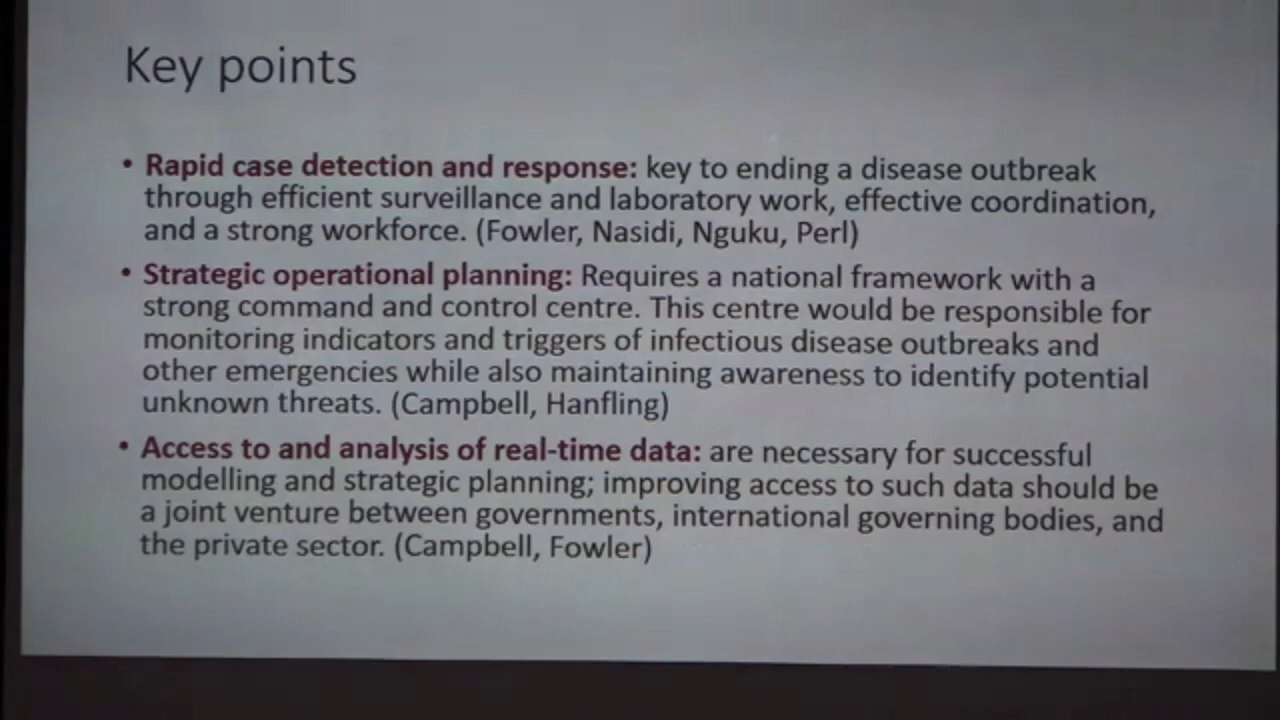 Key points
• Rapid case detection and response: key to ending a disease outbreak
through efficient surveillance and laboratory work, effective coordination,
and a strong workforce. (Fowler, Nasidi, Nguku, Perl)
• Strategic operational planning: Requires a national framework with a
strong command and control centre. This centre would be responsible for
monitoring indicators and triggers of infectious disease outbreaks and
other emergencies while also maintaining awareness to identify potential
unknown threats. (Campbell, Hanfling)
• Access to and analysis of real-time data: are necessary for successful
modelling and strategic planning; improving access to such data should be
a joint venture between governments, international governing bodies, and
the private sector. (Campbell, Fowler)